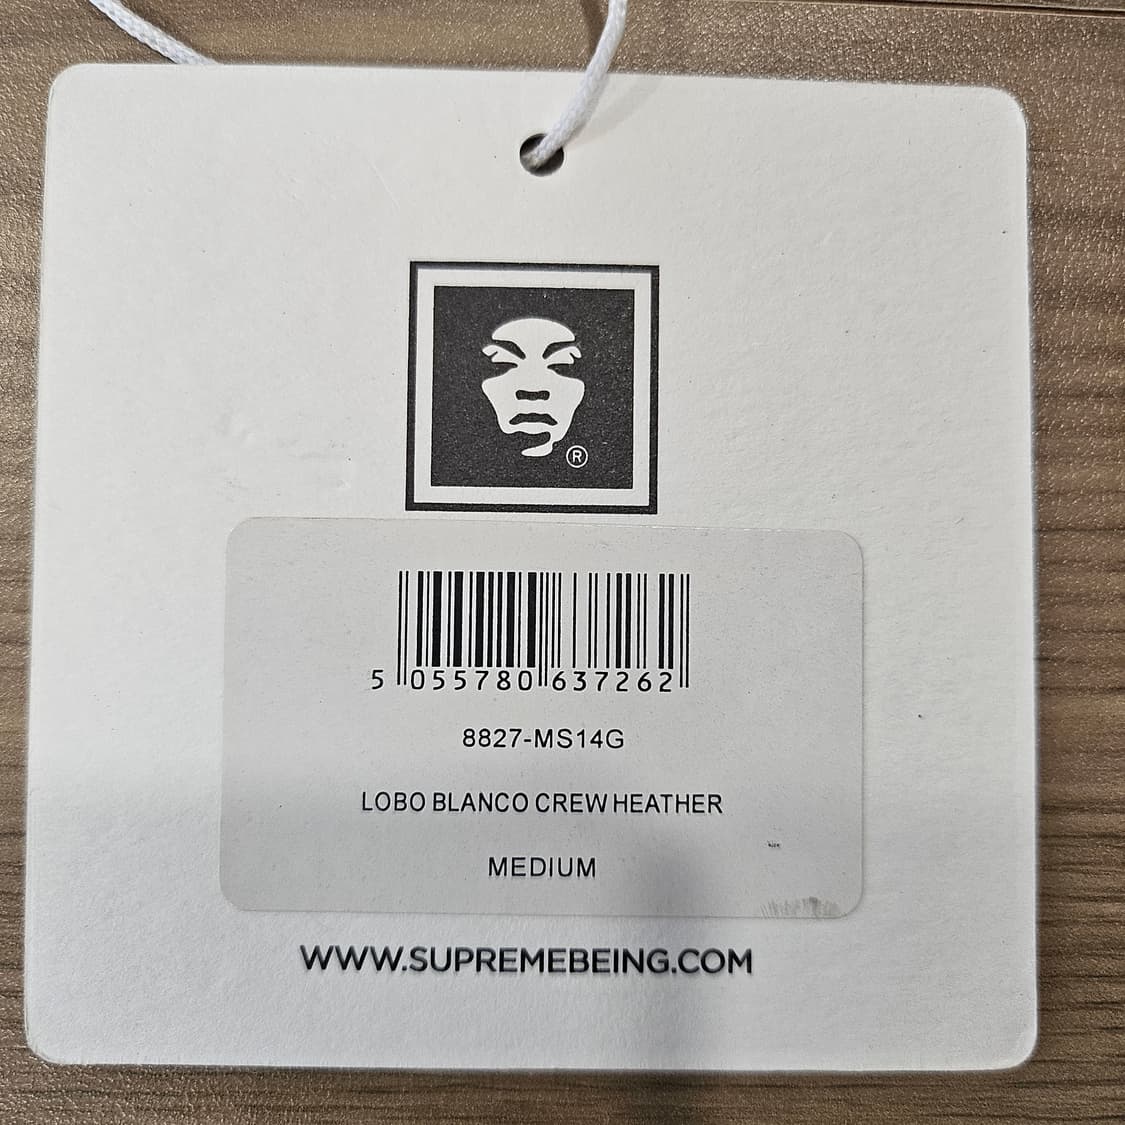 ®
5 055780 637262
8827-MS14G
LOBO BLANCO CREW HEATHER
MEDIUM
WWW.SUPREMEBEING.COM